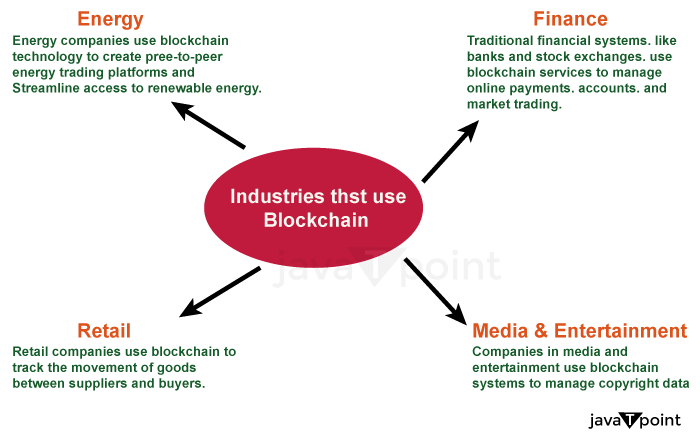 Energy
Energy companies use blockchain
technology to create pree-to-peer
energy trading platforms and
Streamline access to renewable energy.
Finance
Traditional financial systems. like
banks and stock exchanges. use
blockchain services to manage
online payments. accounts. and
market trading.
Industries thst use
Blockchain
javaTpoint
Retail
Retail companies use blockchain to
track the movement of goods
between suppliers and buyers.
Media & Entertainment
Companies in media and
entertainment use blockchain
systems to manage copyright data
javaTpoint